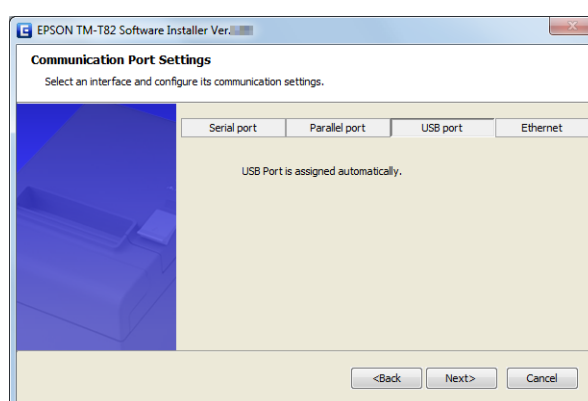 EPSON TM-T82 Software Installer Ver.
Communication Port Settings
Select an interface and configure its communication settings.
Serial port Parallel port USB port Ethernet
USB Port is assigned automatically.
<Back Next> Cancel